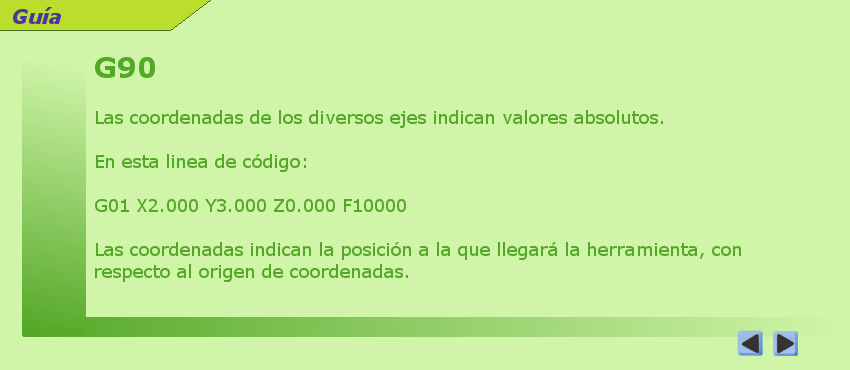 Guía
G90
Las coordenadas de los diversos ejes indican valores absolutos.
En esta linea de código:
G01 X2.000 Y3.000 Z0.000 F10000
Las coordenadas indican la posición a la que llegará la herramienta, con
respecto al origen de coordenadas.